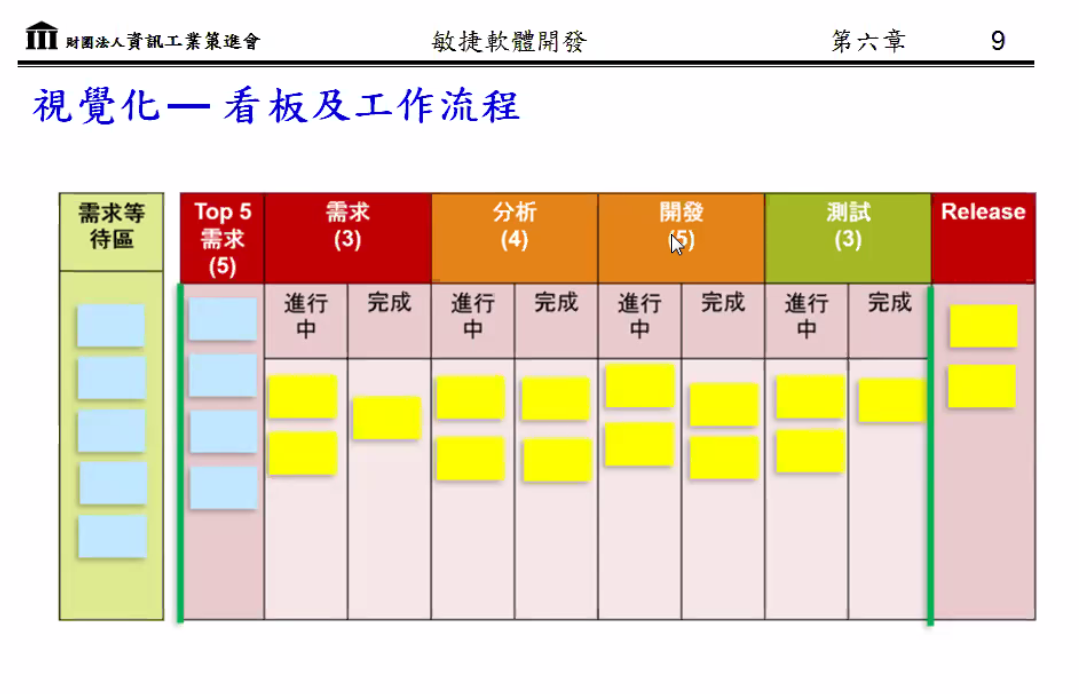 財團法人資訊工業策進會
敏捷軟體開發
第六章
9
視覺化 — 看板及工作流程
需求等
待區
Top 5
需求
(5)
需求
(3)
分析
(4)
開發
(5)
測試
(3)
Release
進行
中
完成
進行
中
完成
進行
中
完成
進行
中
完成